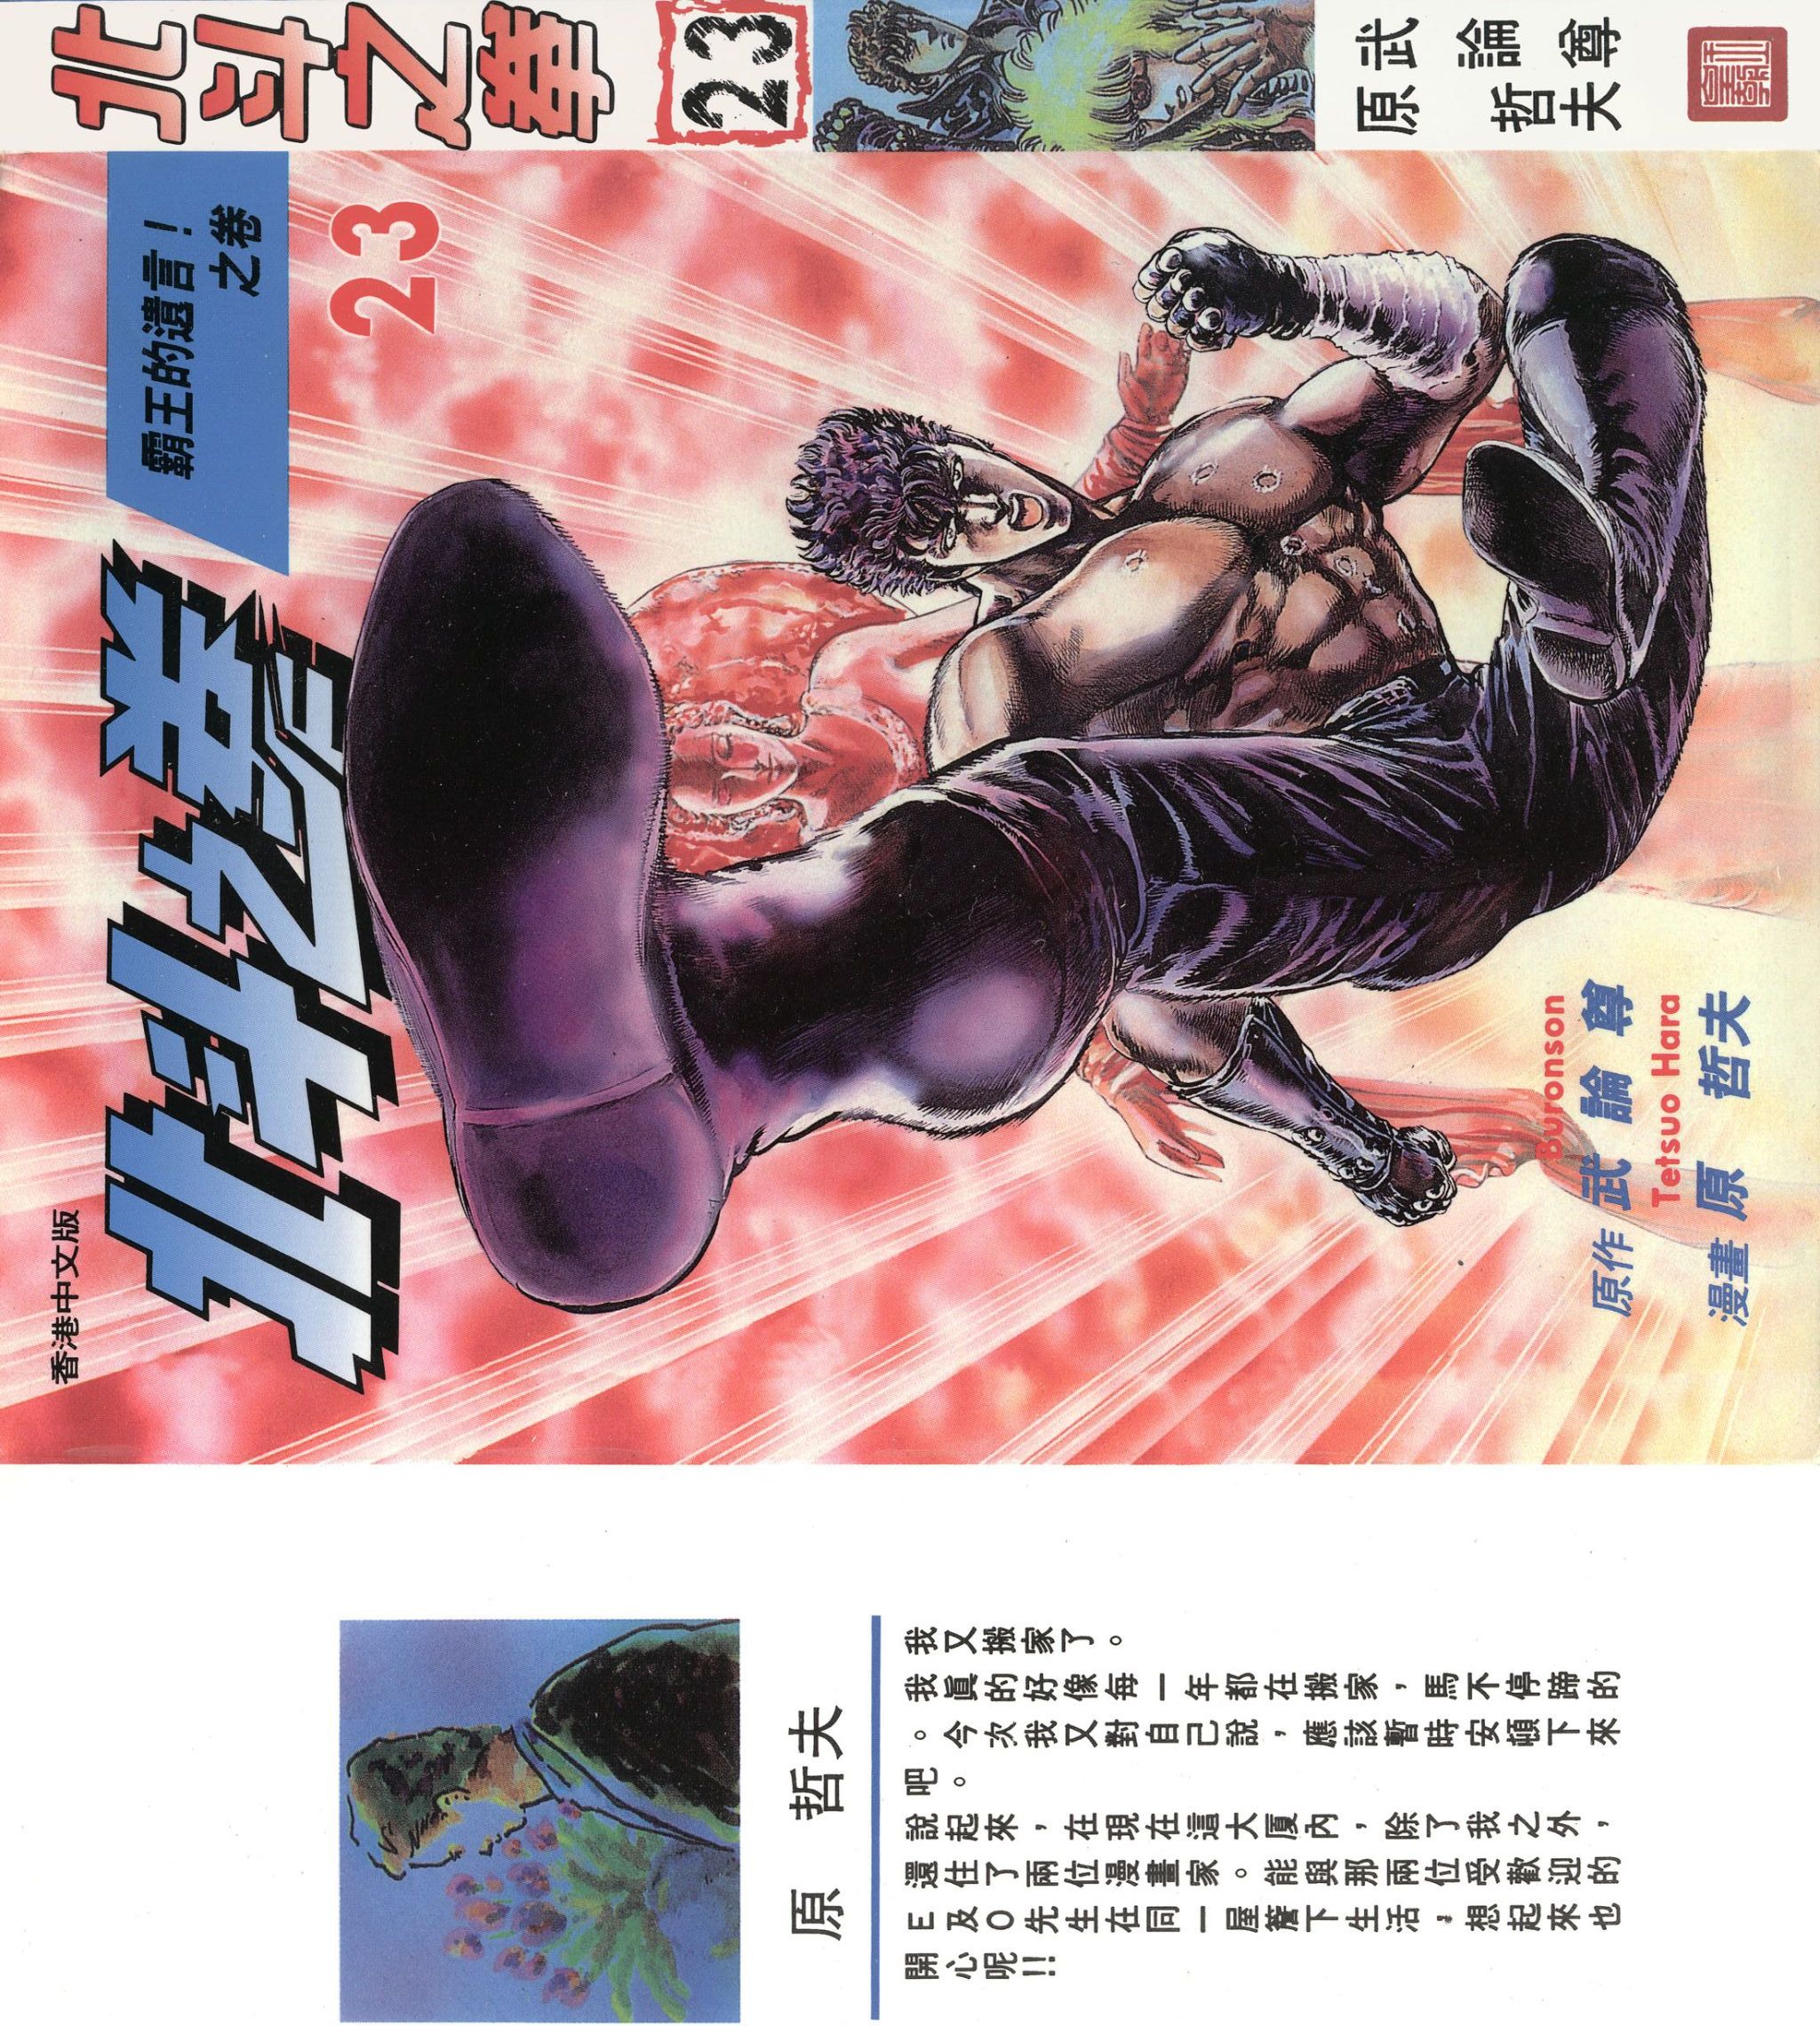 北斗之拳
23
武論尊
原哲夫
香港中文版
北斗之拳
霸王的遺言!
之卷
23
Buronson
原作 武論尊
Tetsuo Hara
漫畫 原哲夫
原哲夫
我又搬家了。
我眞的好像每一年都在搬家，馬不停蹄的
。今次我又對自己說，應該暫時安頓下來
吧。
說起來，在現在這大厦內，除了我之外，
還住了兩位漫畫家。能與那兩位受歡迎的
E及O先生在同一屋簷下生活，想起來也
開心呢!!